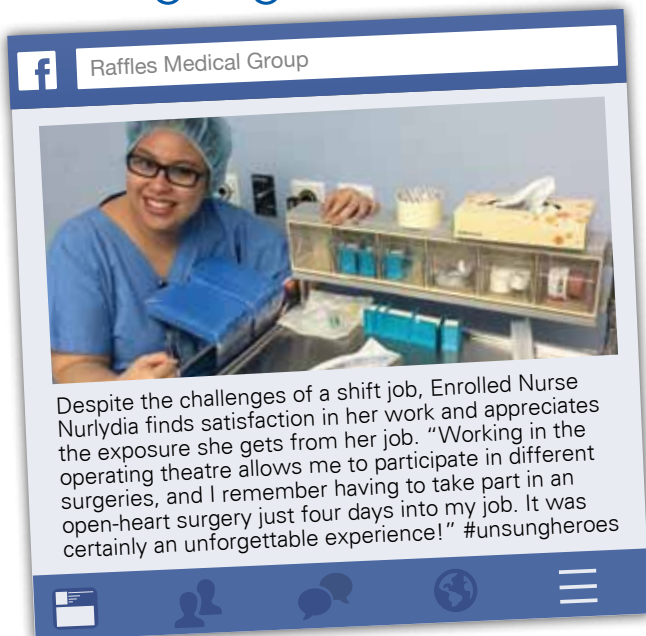 f
Raffles Medical Group
Despite the challenges of a shift job, Enrolled Nurse
Nurlydia finds satisfaction in her work and appreciates
the exposure she gets from her job. “Working in the
operating theatre allows me to participate in different
surgeries, and I remember having to take part in an
open-heart surgery just four days into my job. It was
certainly an unforgettable experience!” #unsungheroes